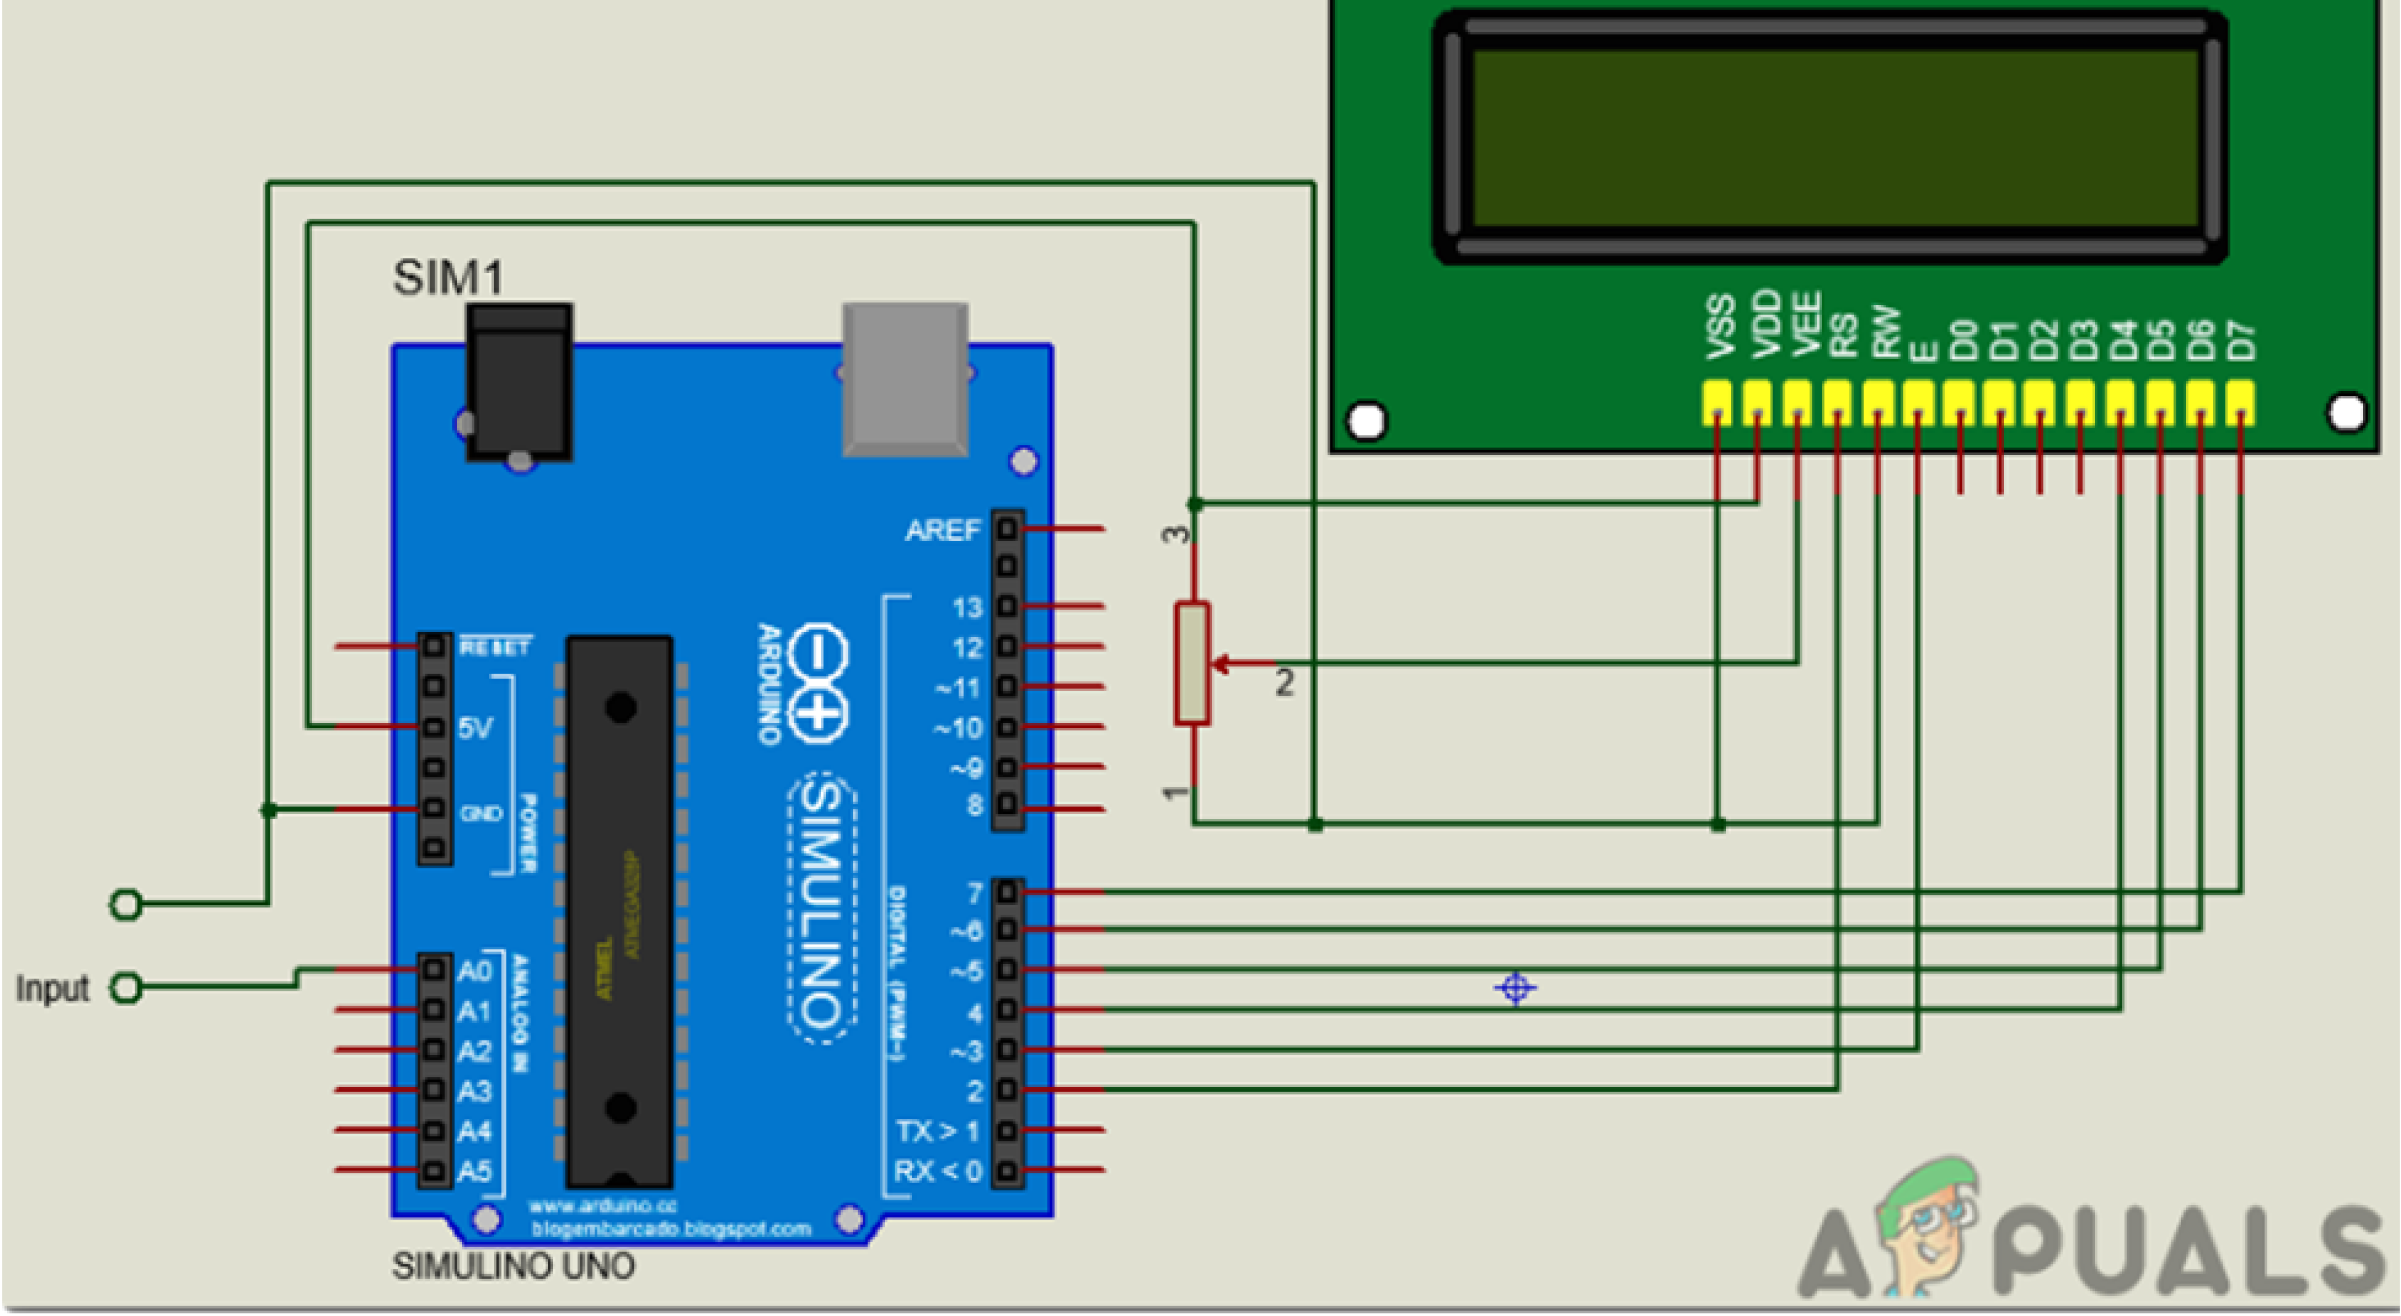 SIM1
VSS
VDD
VEE
RS
RW
E
D0
D1
D2
D3
D4
D5
D6
D7
AREF
13
12
~11
~10
~9
8
7
~6
~5
4
~3
2
TX > 1
RX < 0
DIGITAL (PWM~)
RESET
5V
GND
POWER
A0
A1
A2
A3
A4
A5
ANALOG IN
ARDUINO
SIMULINO
ATMEL
ATMEGA328P
3
2
1
Input
www.arduino.cc
blogembarcado.blogspot.com
SIMULINO UNO
APPUALS